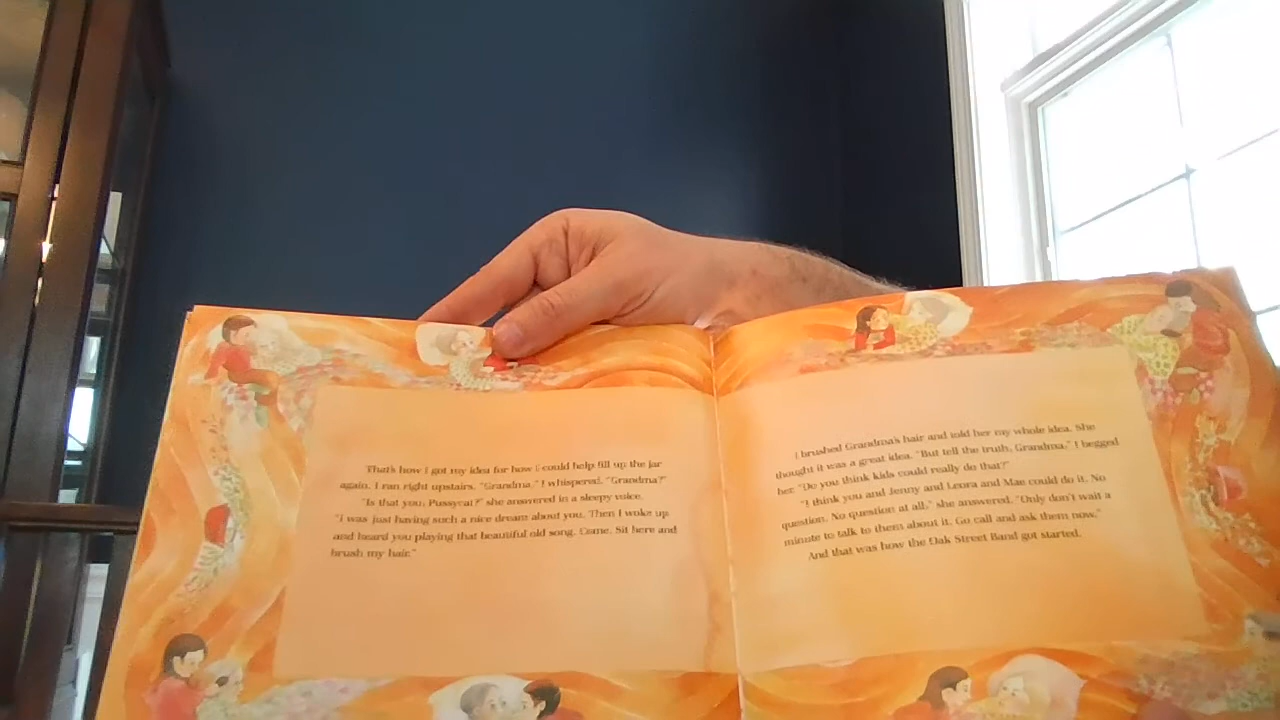 That's how I got my idea for how I could help fill up the jar
again. I ran right upstairs. "Grandma," I whispered. "Grandma?"
"Is that you, Pussycat?" she answered in a sleepy voice.
"I was just having such a nice dream about you. Then I woke up
and heard you playing that beautiful old song. Come. Sit here and
brush my hair."
I brushed Grandma's hair and told her my whole idea. She
thought it was a great idea. "But tell the truth, Grandma," I begged
her. "Do you think kids could really do that?"
"I think you and Jenny and Leora and Mae could do it. No
question. No question at all," she answered. "Only don't wait a
minute to talk to them about it. Go call and ask them now."
And that was how the Oak Street Band got started.